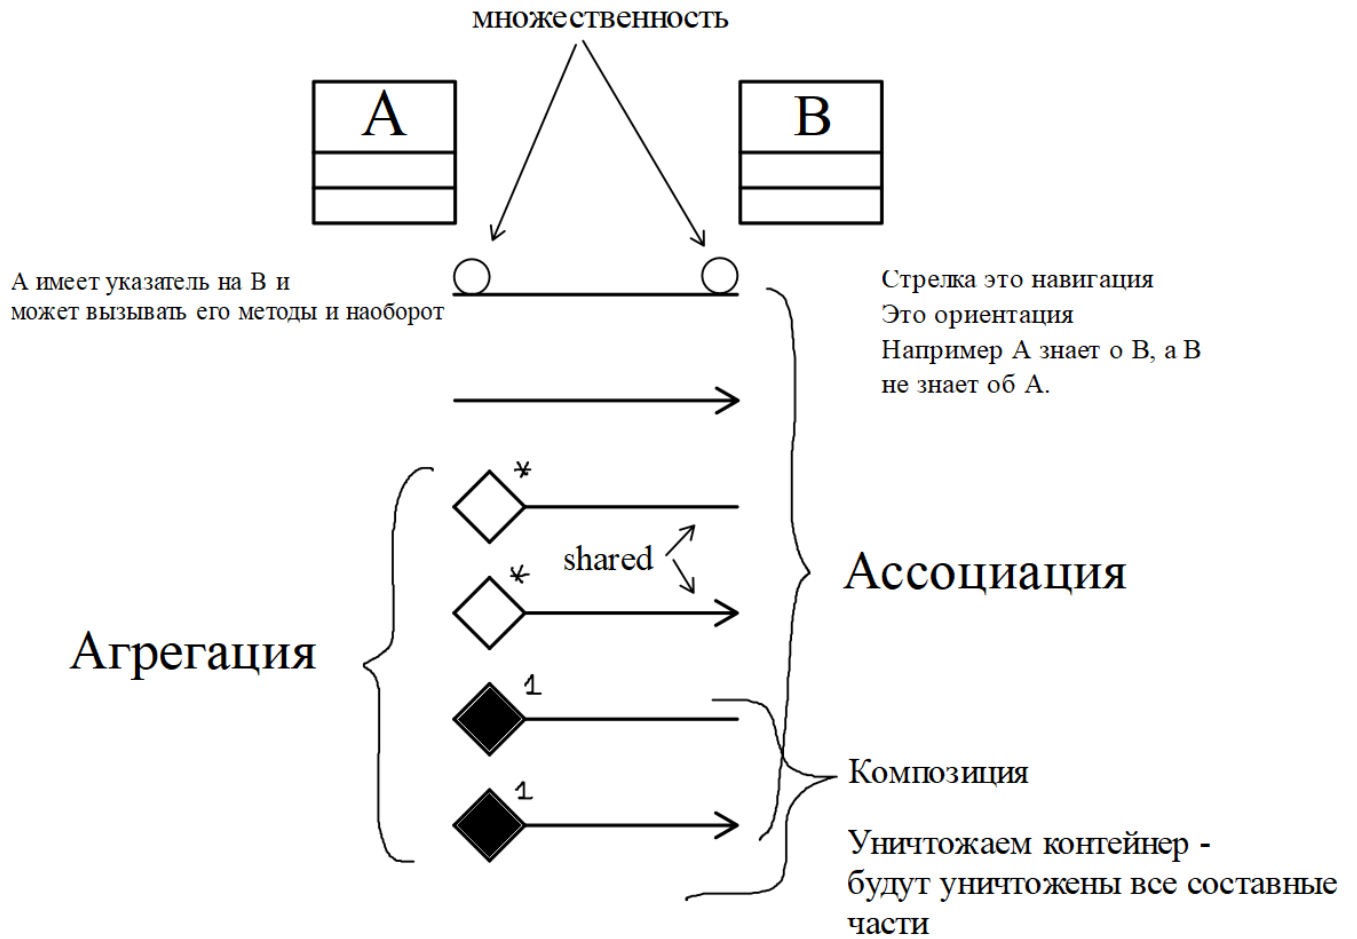 множественность
A
B
А имеет указатель на В и
может вызывать его методы и наоборот
Стрелка это навигация
Это ориентация
Например А знает о В, а В
не знает об А.
*
shared
*
Ассоциация
Агрегация
1
1
Композиция
Уничтожаем контейнер -
будут уничтожены все составные
части